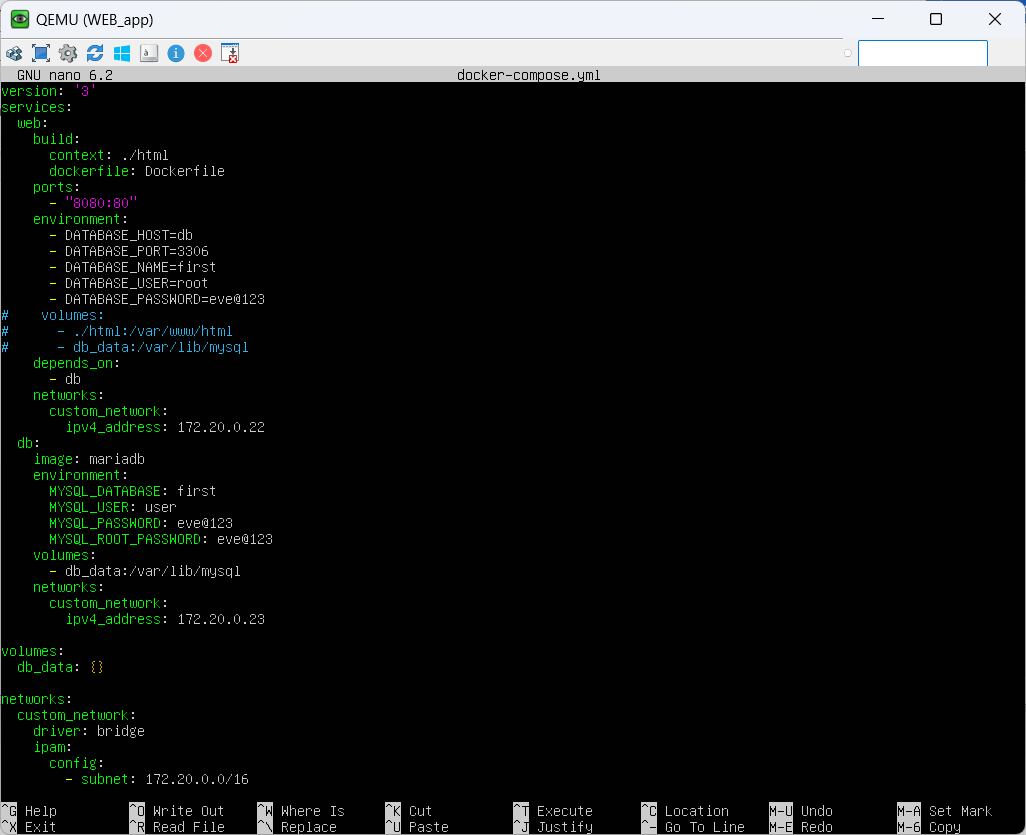 QEMU (WEB_app)
GNU nano 6.2 docker-compose.yml
version: '3'
services:
  web:
    build:
      context: ./html
      dockerfile: Dockerfile
    ports:
      - "8080:80"
    environment:
      - DATABASE_HOST=db
      - DATABASE_PORT=3306
      - DATABASE_NAME=first
      - DATABASE_USER=root
      - DATABASE_PASSWORD=eve@123
#    volumes:
#      - ./html:/var/www/html
#      - db_data:/var/lib/mysql
    depends_on:
      - db
    networks:
      custom_network:
        ipv4_address: 172.20.0.22
  db:
    image: mariadb
    environment:
      MYSQL_DATABASE: first
      MYSQL_USER: user
      MYSQL_PASSWORD: eve@123
      MYSQL_ROOT_PASSWORD: eve@123
    volumes:
      - db_data:/var/lib/mysql
    networks:
      custom_network:
        ipv4_address: 172.20.0.23
volumes:
  db_data: {}
networks:
  custom_network:
    driver: bridge
    ipam:
      config:
        - subnet: 172.20.0.0/16
^G Help ^O Write Out ^W Where Is ^K Cut ^T Execute ^C Location M-U Undo M-A Set Mark
^X Exit ^R Read File ^\ Replace ^U Paste ^J Justify ^- Go To Line M-E Redo M-6 Copy